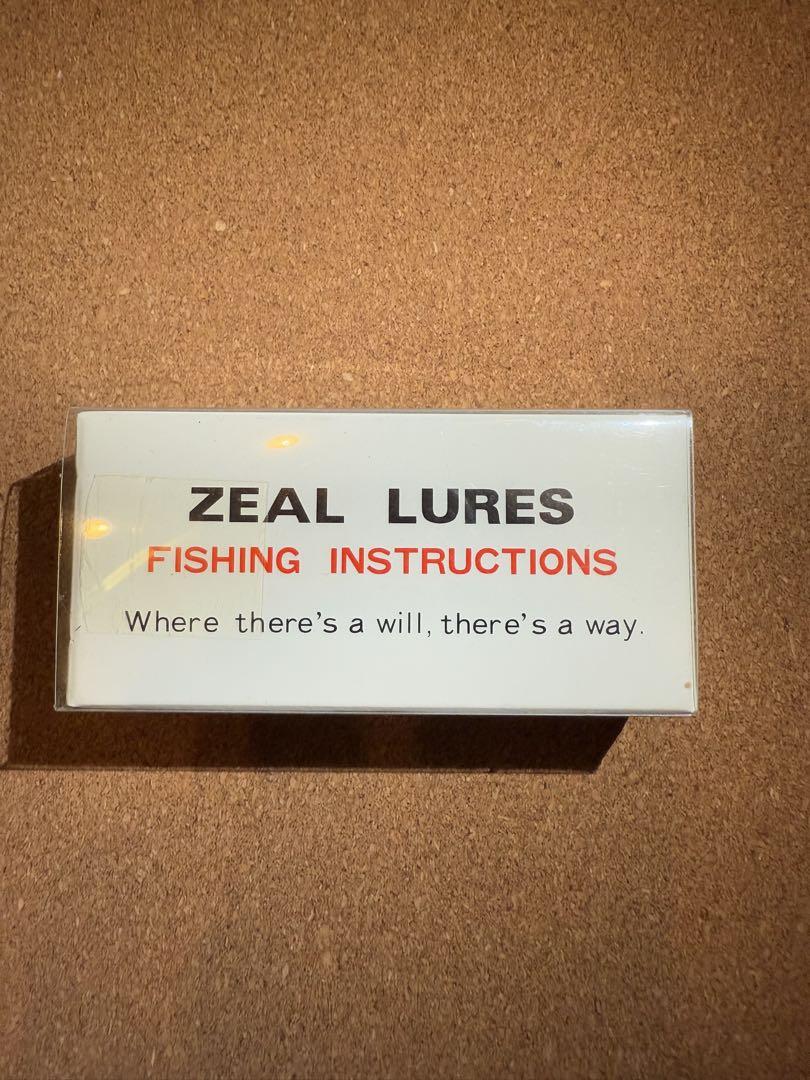 ZEAL LURES
FISHING INSTRUCTIONS
Where there's a will, there's a way.